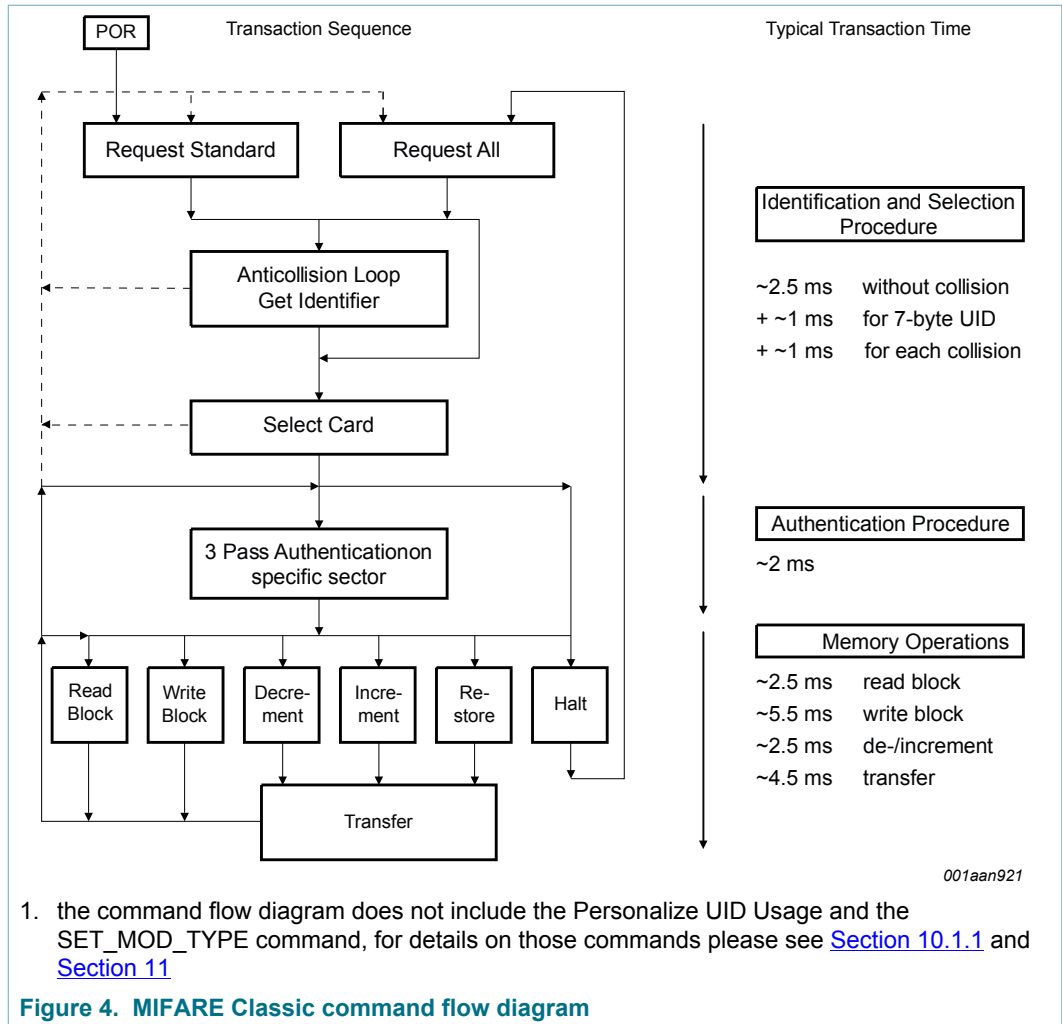 POR
Transaction Sequence
Typical Transaction Time
Request Standard
Request All
Identification and Selection
Procedure
Anticollision Loop
Get Identifier
~2.5 ms without collision
+ ~1 ms for 7-byte UID
+ ~1 ms for each collision
Select Card
3 Pass Authenticationon
specific sector
Authentication Procedure
~2 ms
Memory Operations
Read
Block
Write
Block
Decre-
ment
Incre-
ment
Re-
store
Halt
~2.5 ms read block
~5.5 ms write block
~2.5 ms de-/increment
~4.5 ms transfer
Transfer
001aan921
1. the command flow diagram does not include the Personalize UID Usage and the
SET_MOD_TYPE command, for details on those commands please see Section 10.1.1 and
Section 11
Figure 4. MIFARE Classic command flow diagram